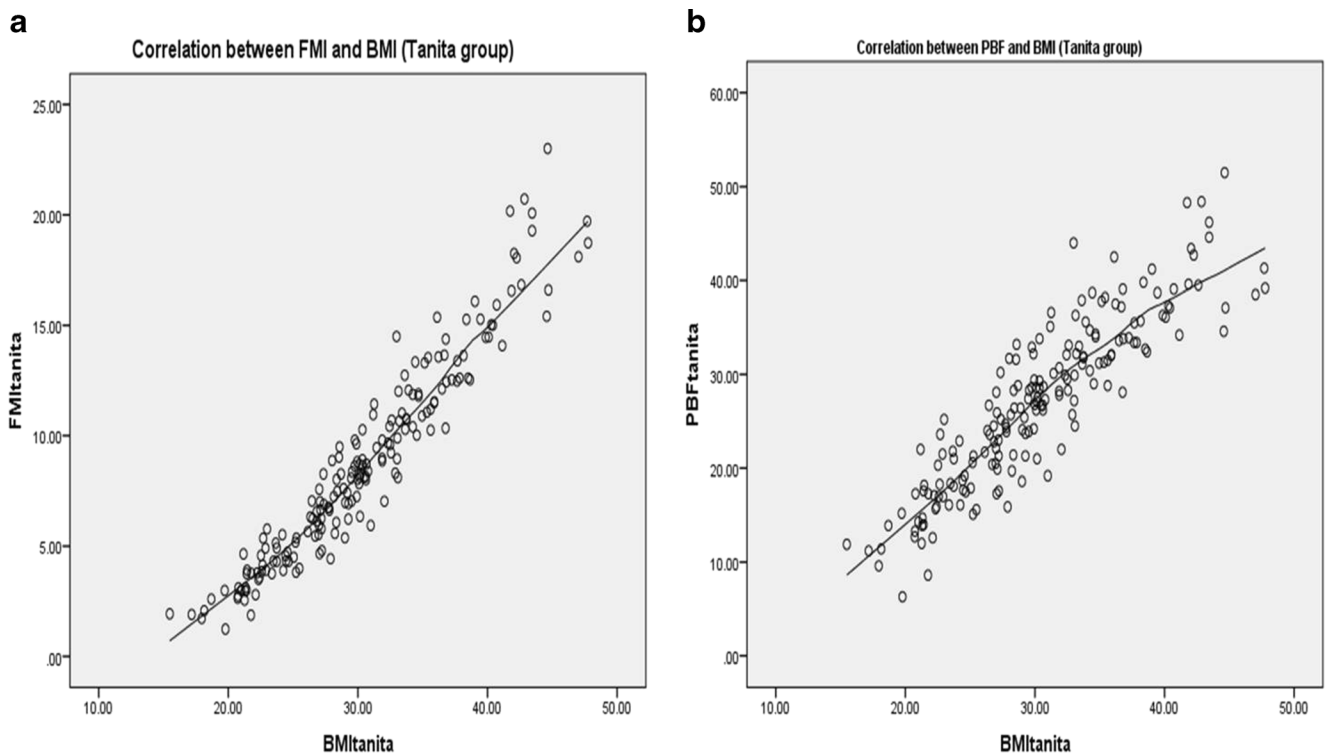 a
Correlation between FMI and BMI (Tanita group)
25.00
20.00
15.00
10.00
5.00
.00
FMItanita
10.00 20.00 30.00 40.00 50.00
BMItanita
b
Correlation between PBF and BMI (Tanita group)
60.00
50.00
40.00
30.00
20.00
10.00
.00
PBFtanita
10.00 20.00 30.00 40.00 50.00
BMItanita